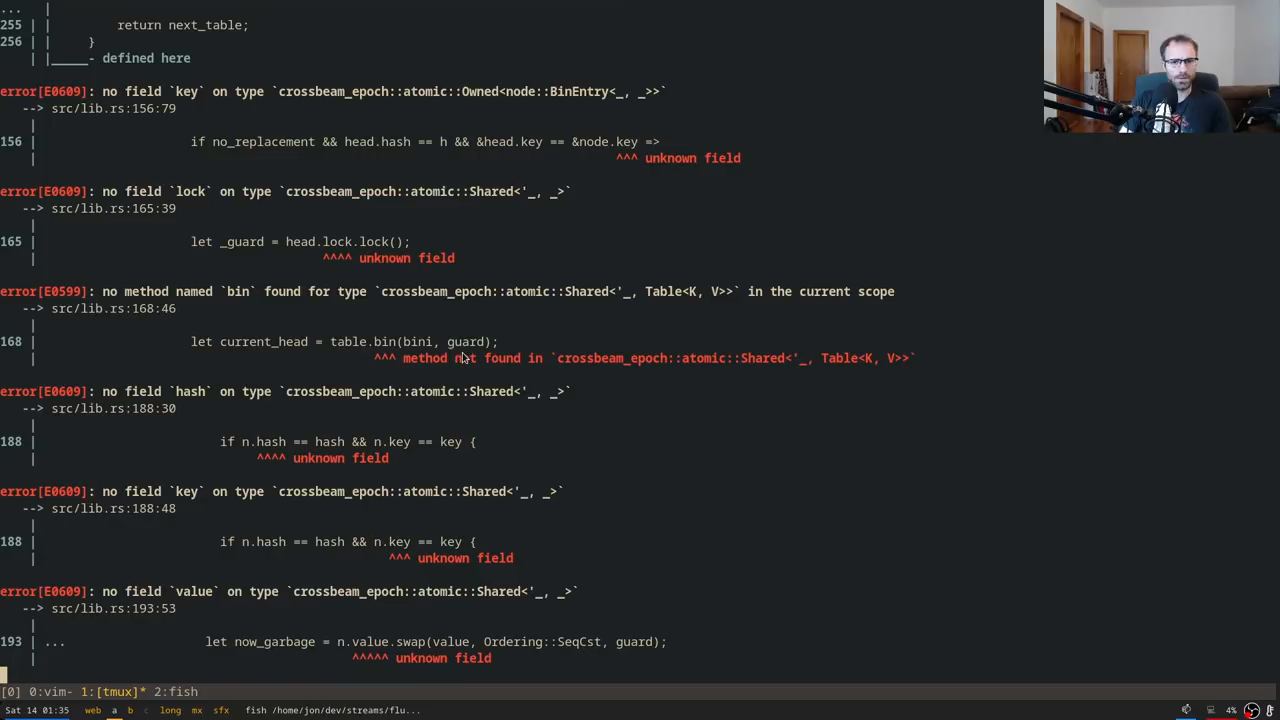 ...   |
255 | |           return next_table;
256 | |       }
    | |_____- defined here
error[E0609]: no field `key` on type `crossbeam_epoch::atomic::Owned<node::BinEntry<_, _>>`
--> src/lib.rs:156:79
|
156 |                     if no_replacement && head.hash == h && &head.key == &node.key =>
|                                                                               ^^^ unknown field
error[E0609]: no field `lock` on type `crossbeam_epoch::atomic::Shared<'_, _>`
--> src/lib.rs:165:39
|
165 |                     let _guard = head.lock.lock();
|                                       ^^^^ unknown field
error[E0599]: no method named `bin` found for type `crossbeam_epoch::atomic::Shared<'_, Table<K, V>>` in the current scope
--> src/lib.rs:168:46
|
168 |                     let current_head = table.bin(bini, guard);
|                                              ^^^ method not found in `crossbeam_epoch::atomic::Shared<'_, Table<K, V>>`
error[E0609]: no field `hash` on type `crossbeam_epoch::atomic::Shared<'_, _>`
--> src/lib.rs:188:30
|
188 |                         if n.hash == hash && n.key == key {
|                              ^^^^ unknown field
error[E0609]: no field `key` on type `crossbeam_epoch::atomic::Shared<'_, _>`
--> src/lib.rs:188:48
|
188 |                         if n.hash == hash && n.key == key {
|                                                ^^^ unknown field
error[E0609]: no field `value` on type `crossbeam_epoch::atomic::Shared<'_, _>`
--> src/lib.rs:193:53
|
193 | ...                     let now_garbage = n.value.swap(value, Ordering::SeqCst, guard);
|                                           ^^^^^ unknown field
[0] 0:vim- 1:[tmux]* 2:fish
Sat 14 01:35 web a b c long mx sfx fish /home/jon/dev/streams/flu... 4%